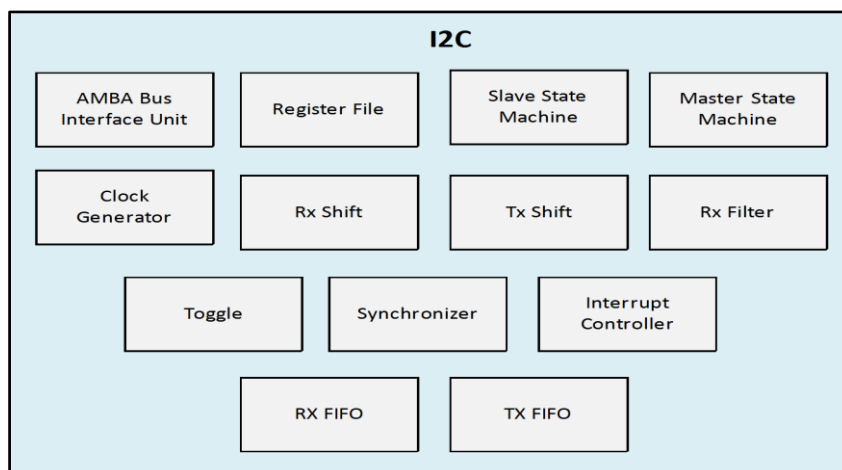 I2C
AMBA Bus
Interface Unit
Register File
Slave State
Machine
Master State
Machine
Clock
Generator
Rx Shift
Tx Shift
Rx Filter
Toggle
Synchronizer
Interrupt
Controller
RX FIFO
TX FIFO